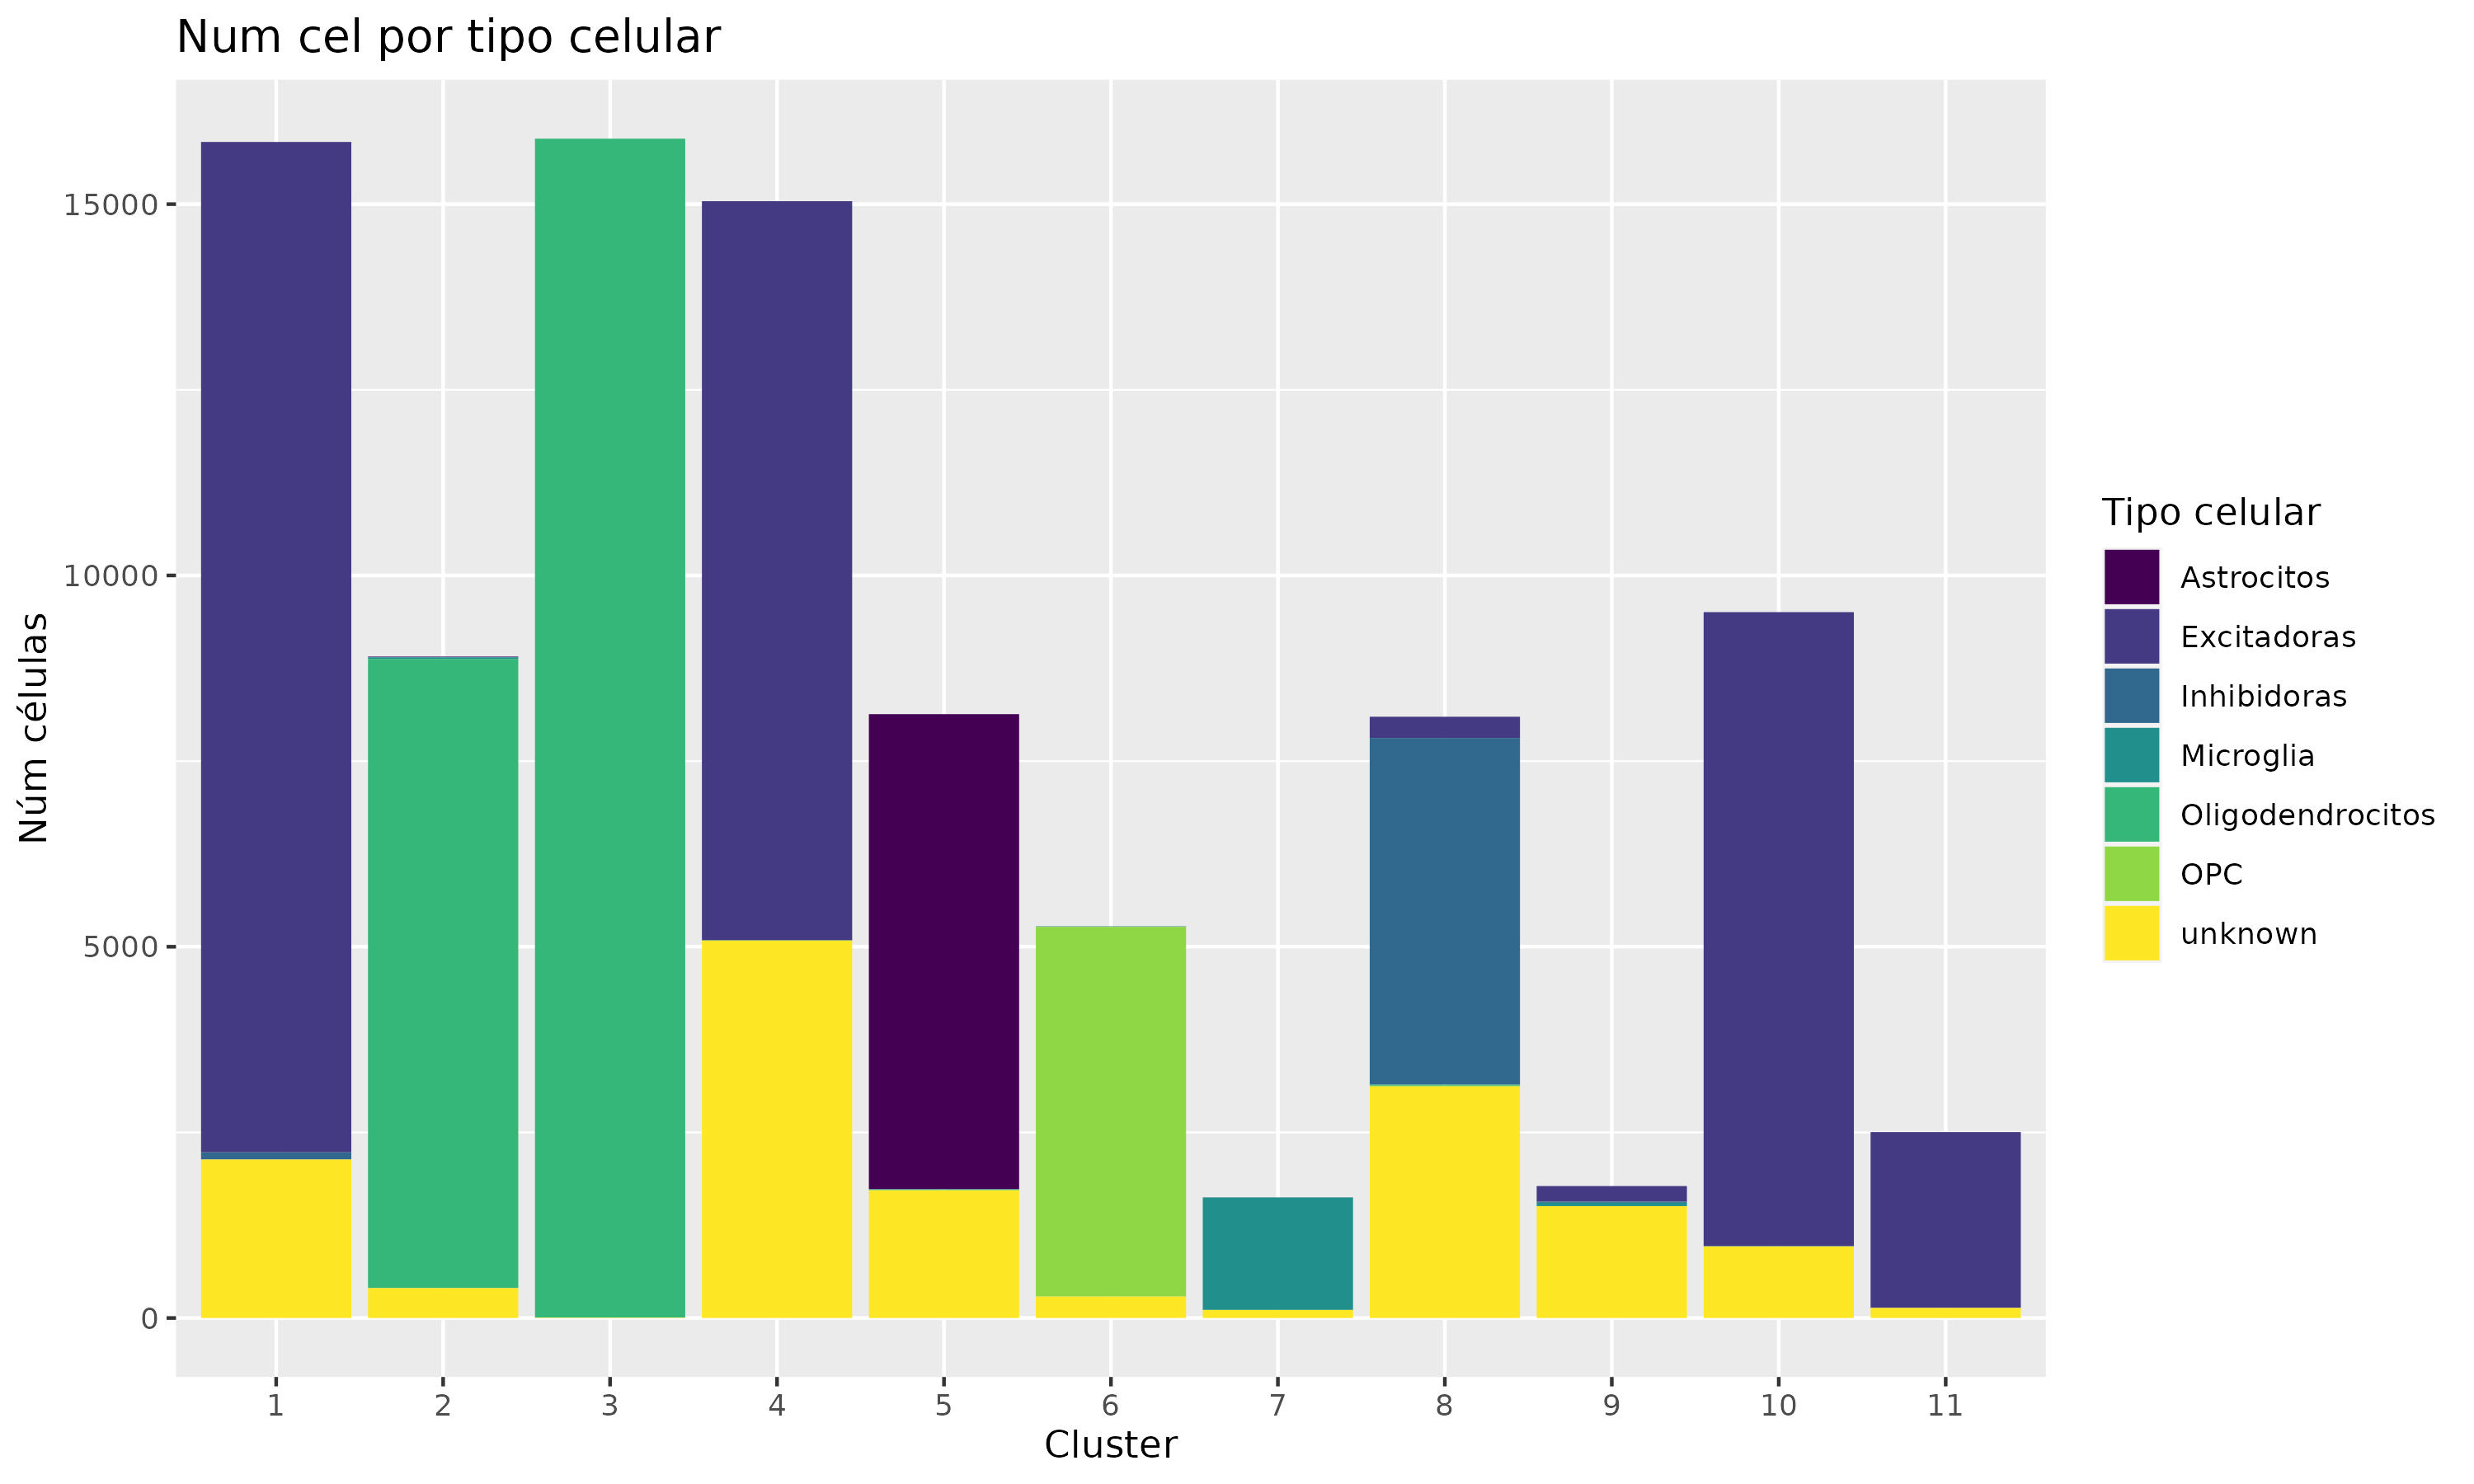 Num cel por tipo celular
Núm células
15000
10000
5000
0
1 2 3 4 5 6 7 8 9 10 11
Cluster
Tipo celular
Astrocitos
Excitadoras
Inhibidoras
Microglia
Oligodendrocitos
OPC
unknown